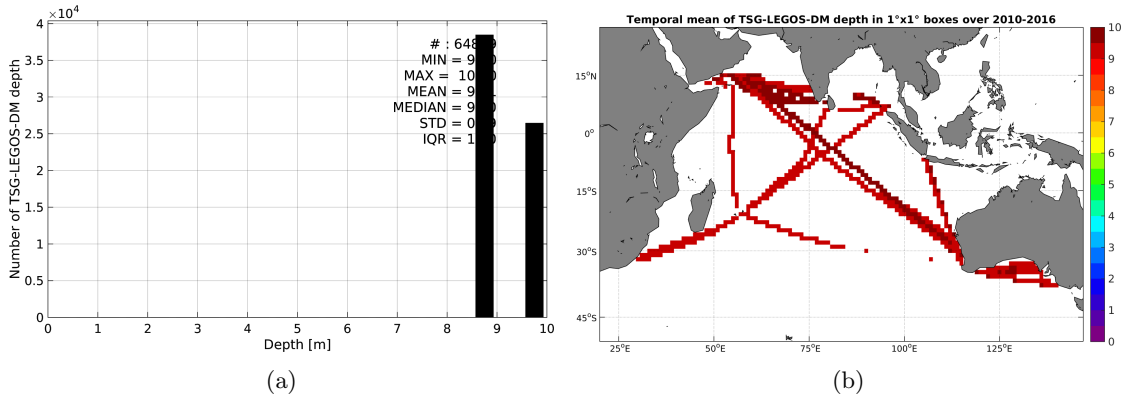 ×10⁴
4
3.5
3
2.5
2
1.5
1
0.5
0
Number of TSG-LEGOS-DM depth
# : 648
MIN = 9
MAX = 10
MEAN = 9
MEDIAN = 9
STD = 0
IQR = 1
0 1 2 3 4 5 6 7 8 9 10
Depth [m]
(a)
Temporal mean of TSG-LEGOS-DM depth in 1°x1° boxes over 2010-2016
15°N
0°
15°S
30°S
45°S
25°E 50°E 75°E 100°E 125°E
10
9
8
7
6
5
4
3
2
1
0
(b)